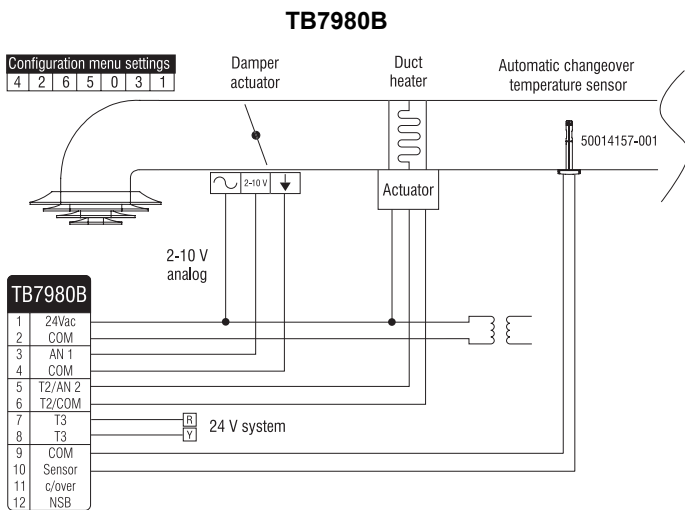 TB7980B
Configuration menu settings
4 2 6 5 0 3 1
Damper
actuator
Duct
heater
Automatic changeover
temperature sensor
50014157-001
2-10 V
Actuator
2-10 V
analog
TB7980B
1 24Vac
2 COM
3 AN 1
4 COM
5 T2/AN 2
6 T2/COM
7 T3
8 T3
9 COM
10 Sensor
11 c/over
12 NSB
R
Y
24 V system